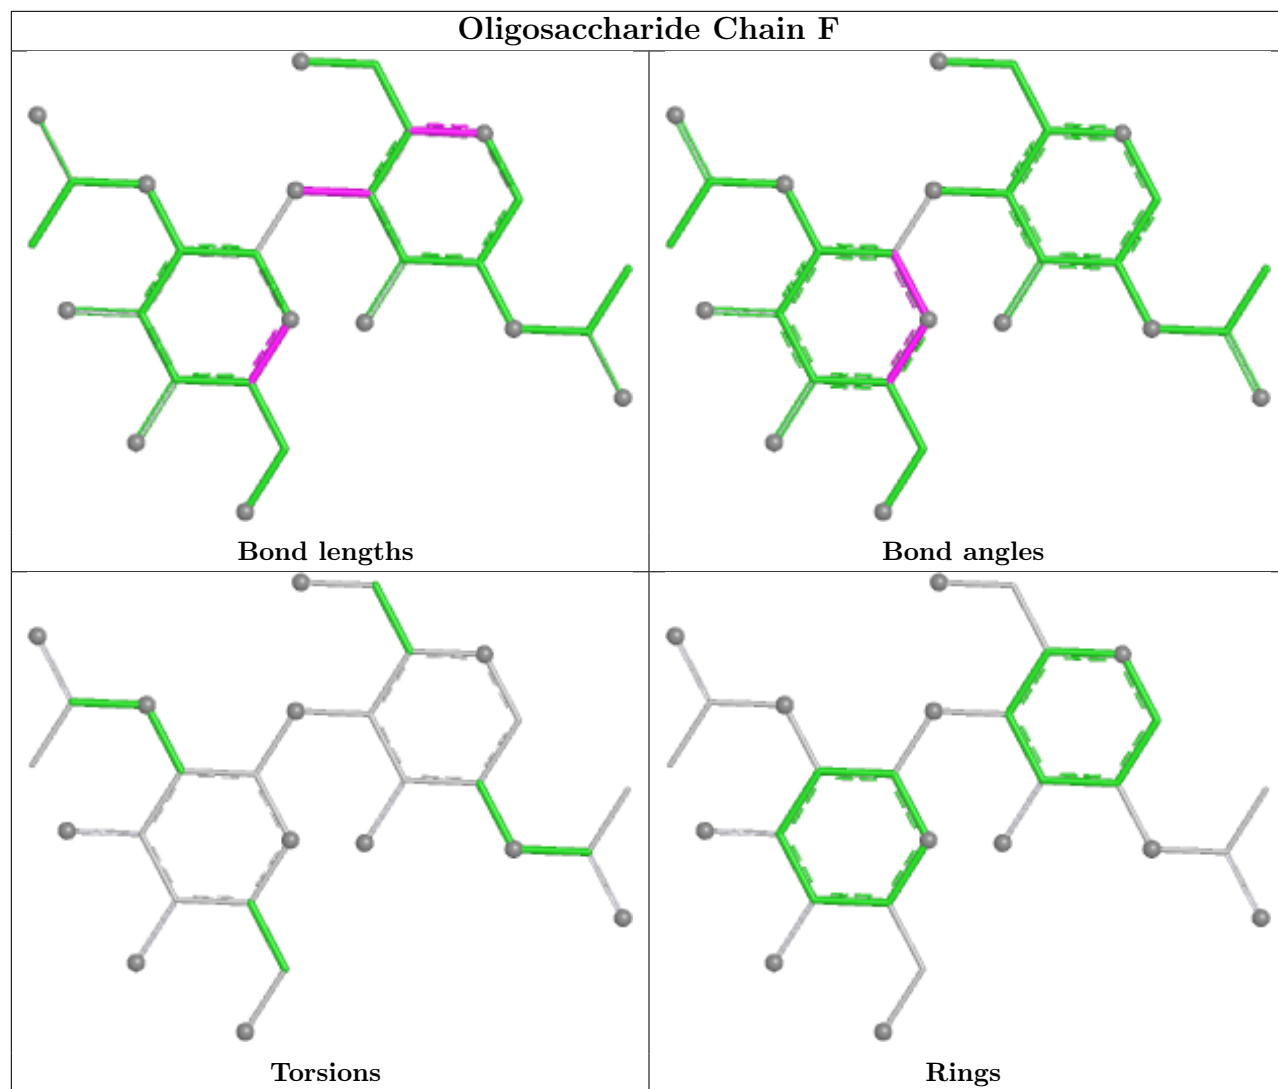 Oligosaccharide Chain F
Bond lengths
Bond angles
Torsions
Rings